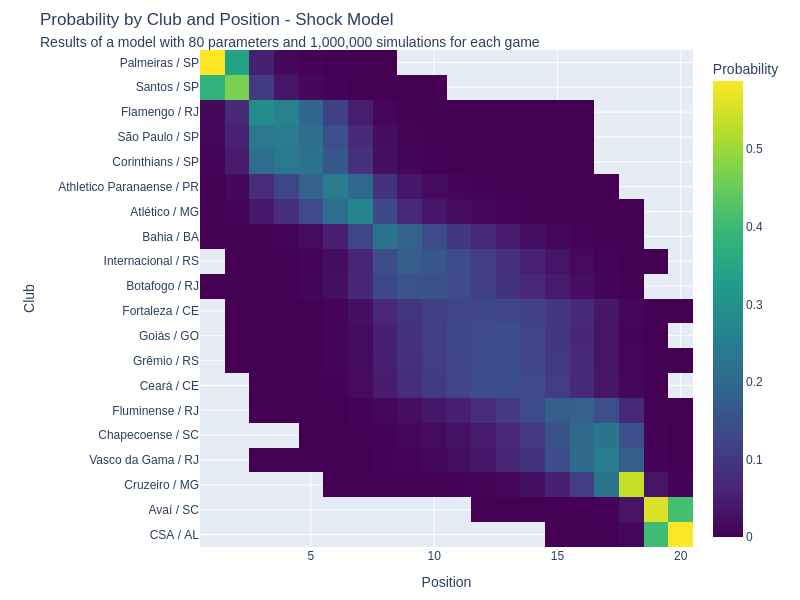 Probability by Club and Position - Shock Model
Results of a model with 80 parameters and 1,000,000 simulations for each game
Probability
Palmeiras / SP
Santos / SP
Flamengo / RJ
São Paulo / SP
Corinthians / SP
Athletico Paranaense / PR
Atlético / MG
Bahia / BA
Internacional / RS
Botafogo / RJ
Fortaleza / CE
Goiás / GO
Grêmio / RS
Ceará / CE
Fluminense / RJ
Chapecoense / SC
Vasco da Gama / RJ
Cruzeiro / MG
Avaí / SC
CSA / AL
Club
5
10
15
20
Position
0.5
0.4
0.3
0.2
0.1
0